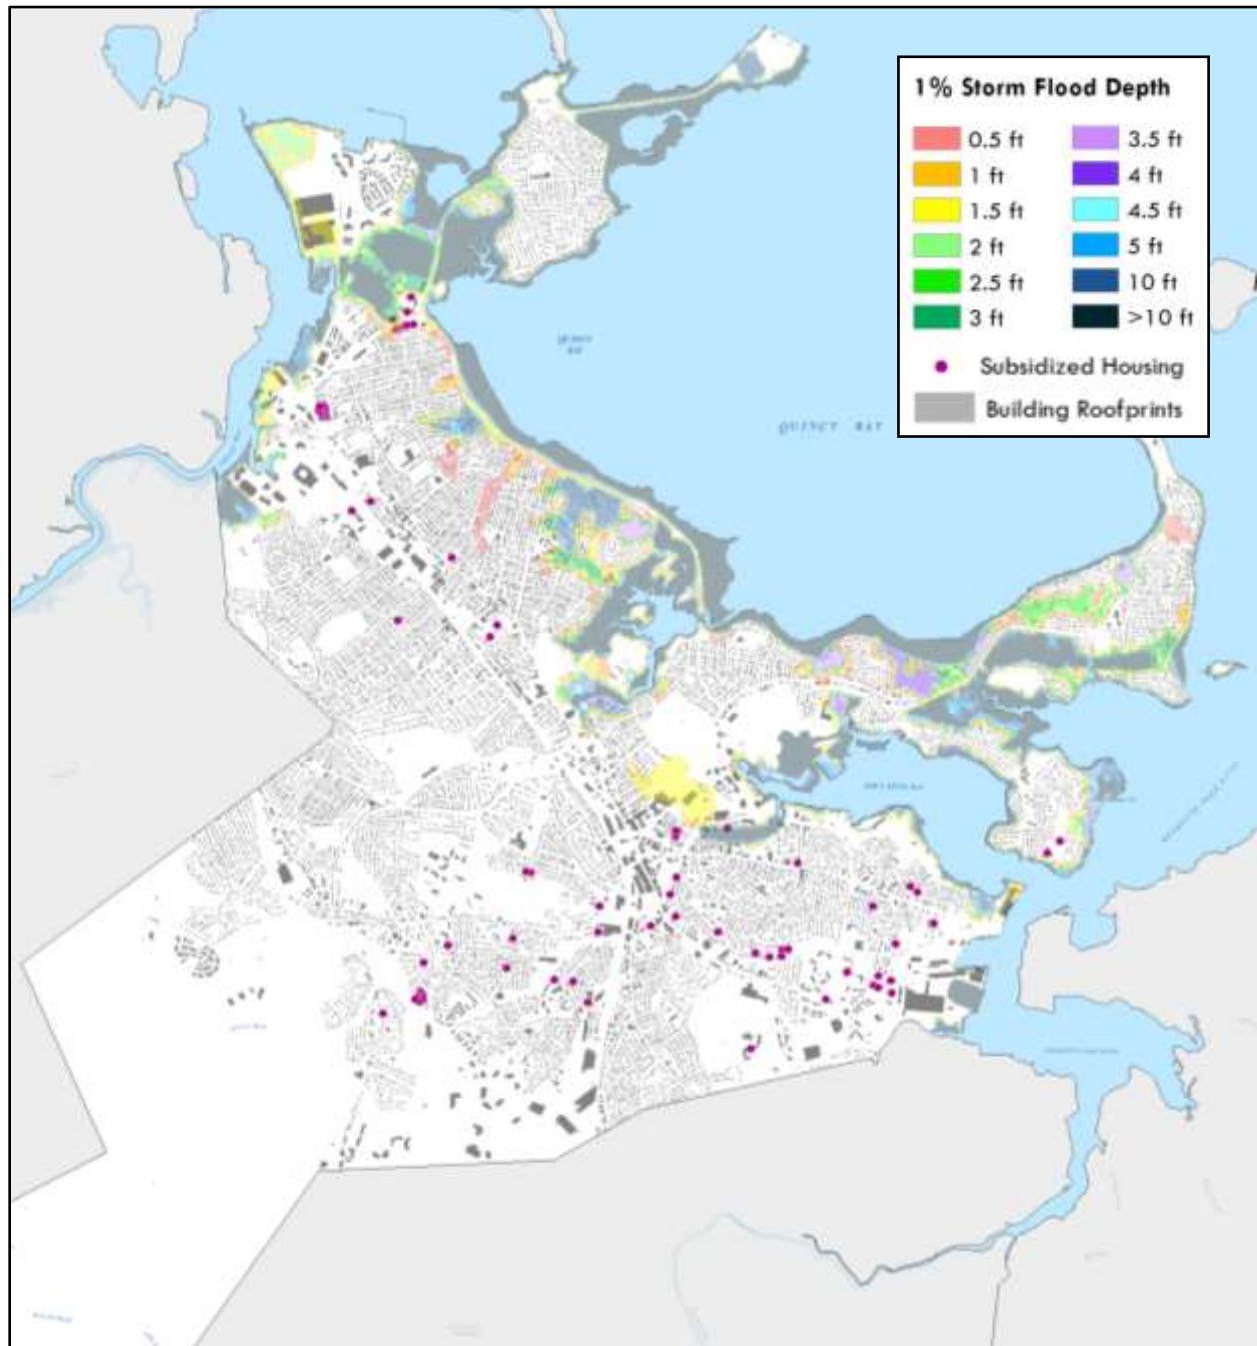 1% Storm Flood Depth
0.5 ft 3.5 ft
1 ft 4 ft
1.5 ft 4.5 ft
2 ft 5 ft
2.5 ft 10 ft
3 ft >10 ft
Subsidized Housing
Building Roofprints
QUINCY
BAY
QUINCY BAY